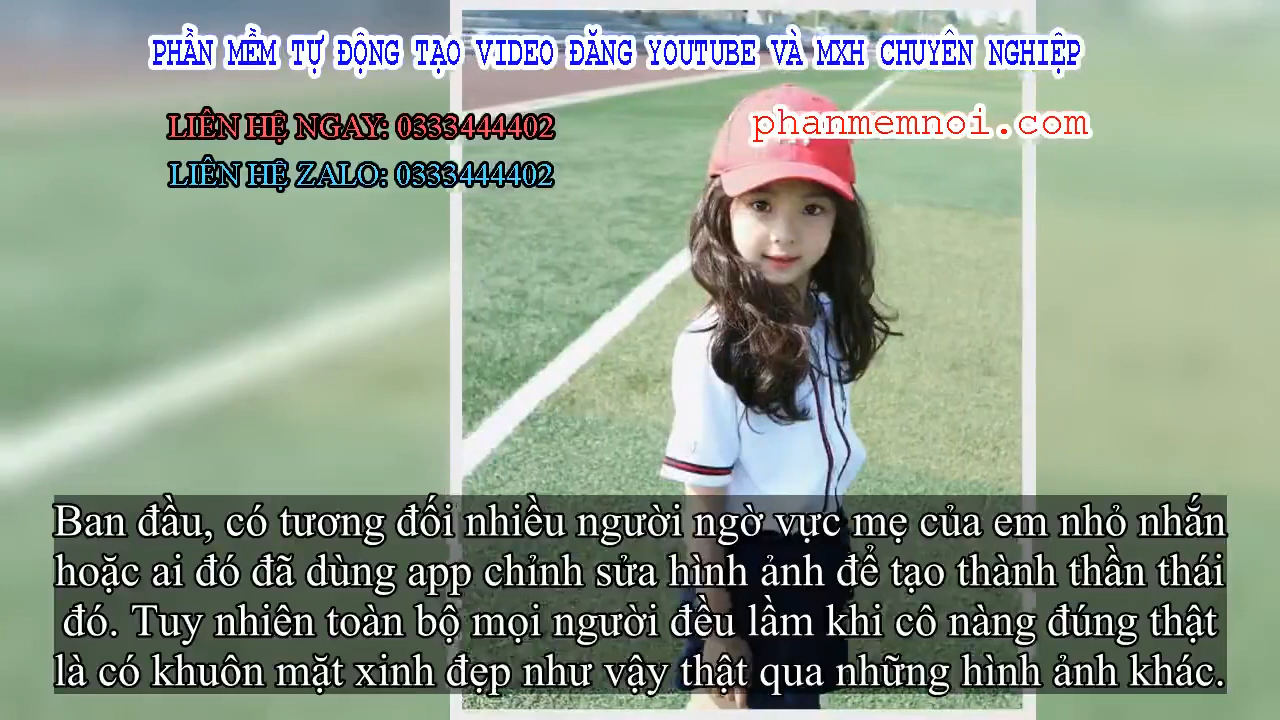 PHẦN MỀM TỰ ĐỘNG TẠO VIDEO ĐĂNG YOUTUBE VÀ MXH CHUYÊN NGHIỆP
LIÊN HỆ NGAY: 0333444402
phanmemnoi.com
LIÊN HỆ ZALO: 0333444402
Ban đầu, có tương đối nhiều người ngờ vực mẹ của em nhỏ nhắn
hoặc ai đó đã dùng app chỉnh sửa hình ảnh để tạo thành thần thái
đó. Tuy nhiên toàn bộ mọi người đều lầm khi cô nàng đúng thật
là có khuôn mặt xinh đẹp như vậy thật qua những hình ảnh khác.